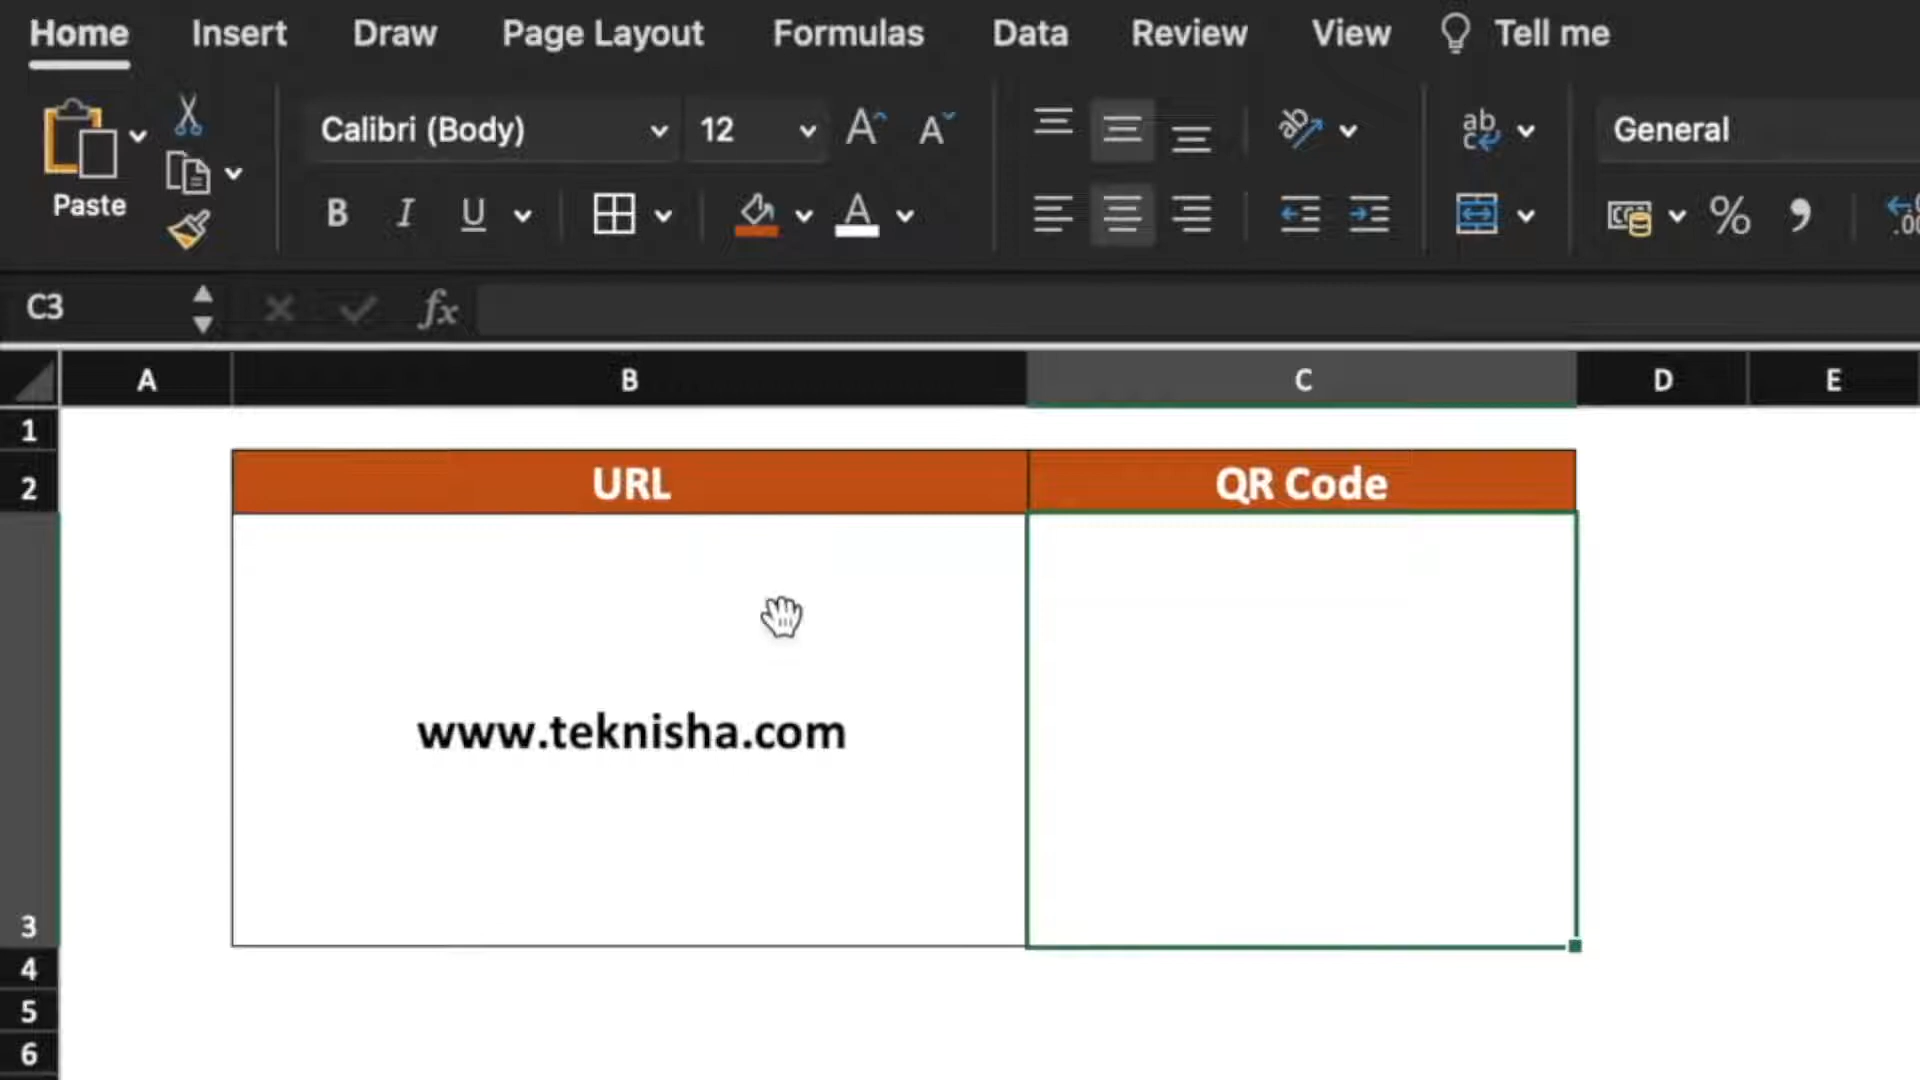 Home Insert Draw Page Layout Formulas Data Review View Tell me
Calibri (Body) 12 General
Paste B I U %
C3 fx
A B C D E
1
2 URL QR Code
www.teknisha.com
3
4
5
6